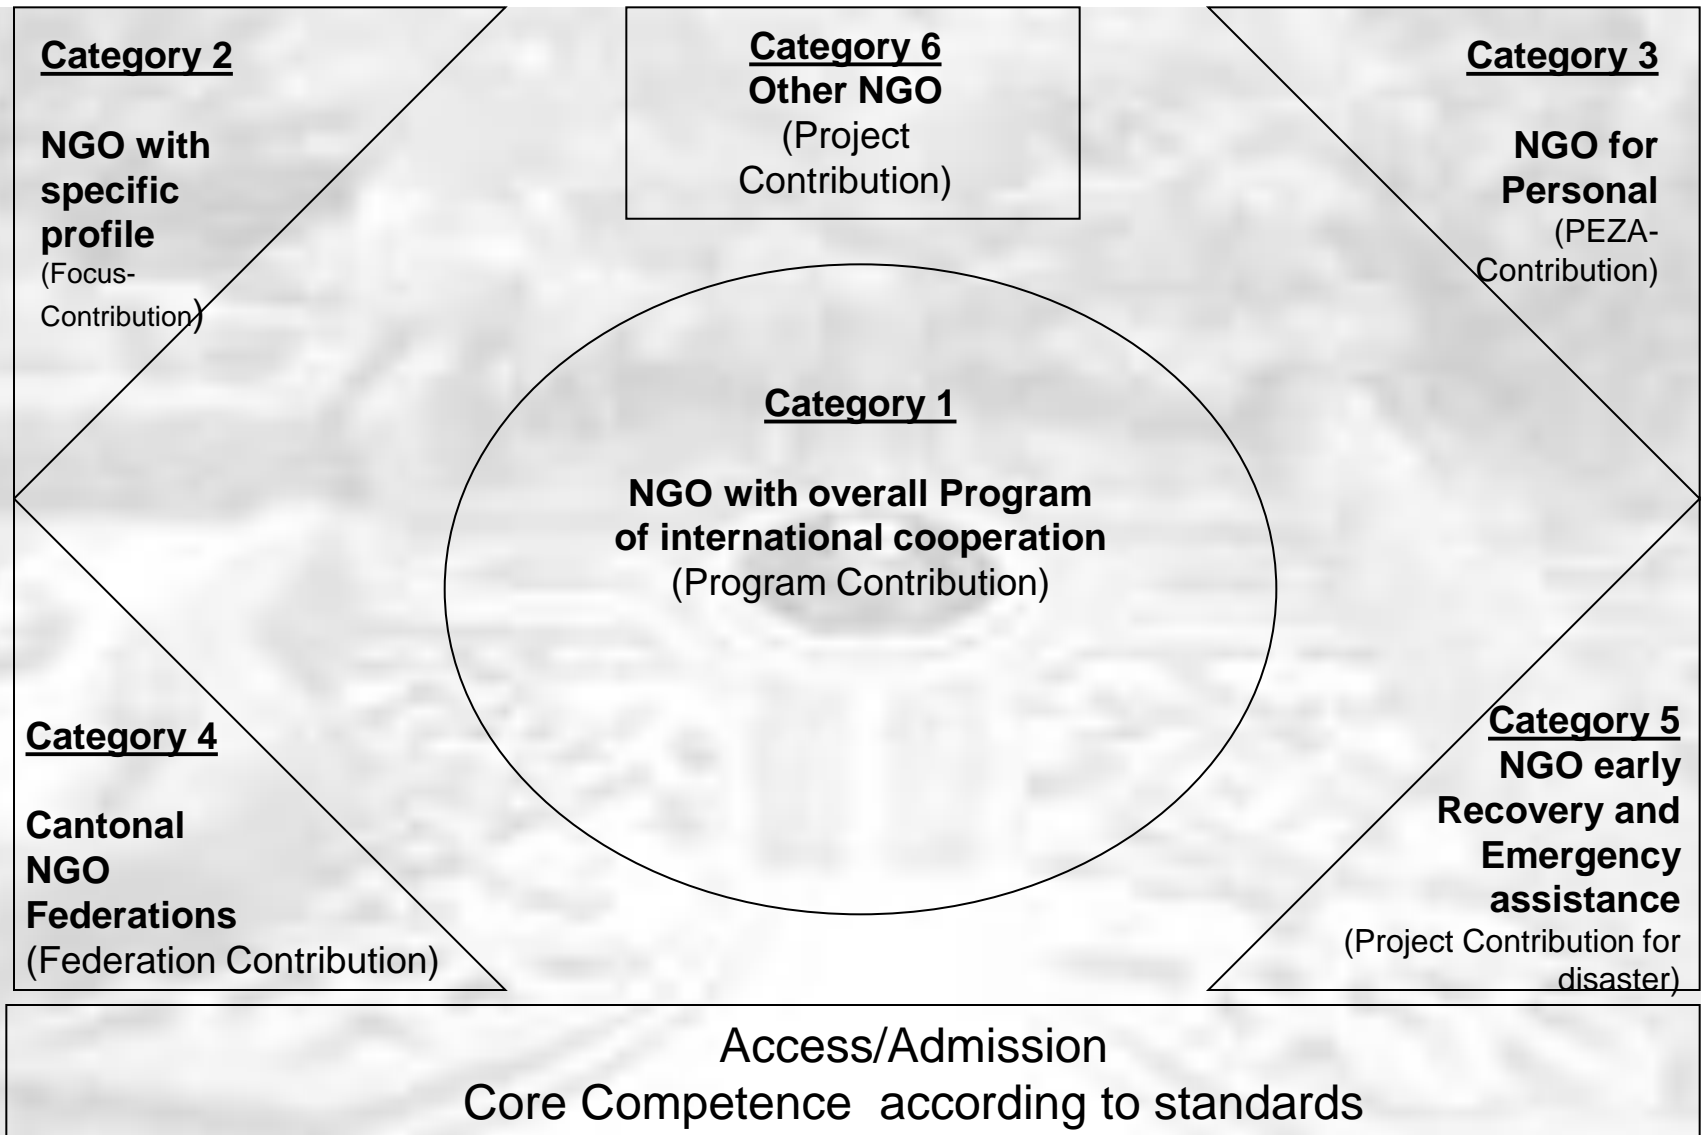 Category 2
NGO with
specific
profile
(Focus-
Contribution)
Category 6
Other NGO
(Project
Contribution)
Category 3
NGO for
Personal
(PEZA-
Contribution)
Category 1
NGO with overall Program
of international cooperation
(Program Contribution)
Category 4
Cantonal
NGO
Federations
(Federation Contribution)
Category 5
NGO early
Recovery and
Emergency
assistance
(Project Contribution for
disaster)
Access/Admission
Core Competence according to standards